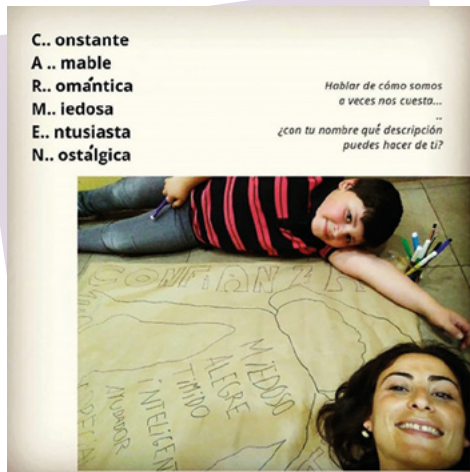 C.. onstante
A .. mable
R.. omántica
M.. iedosa
E.. ntusiasta
N.. ostálgica
Hablar de cómo somos
a veces nos cuesta...
..
¿con tu nombre qué descripción
puedes hacer de ti?
CONFIANZA
MIEDOSO
ALEGRE
TIMIDO
INTELIGEN
AYUDADOR
ESPECIAL